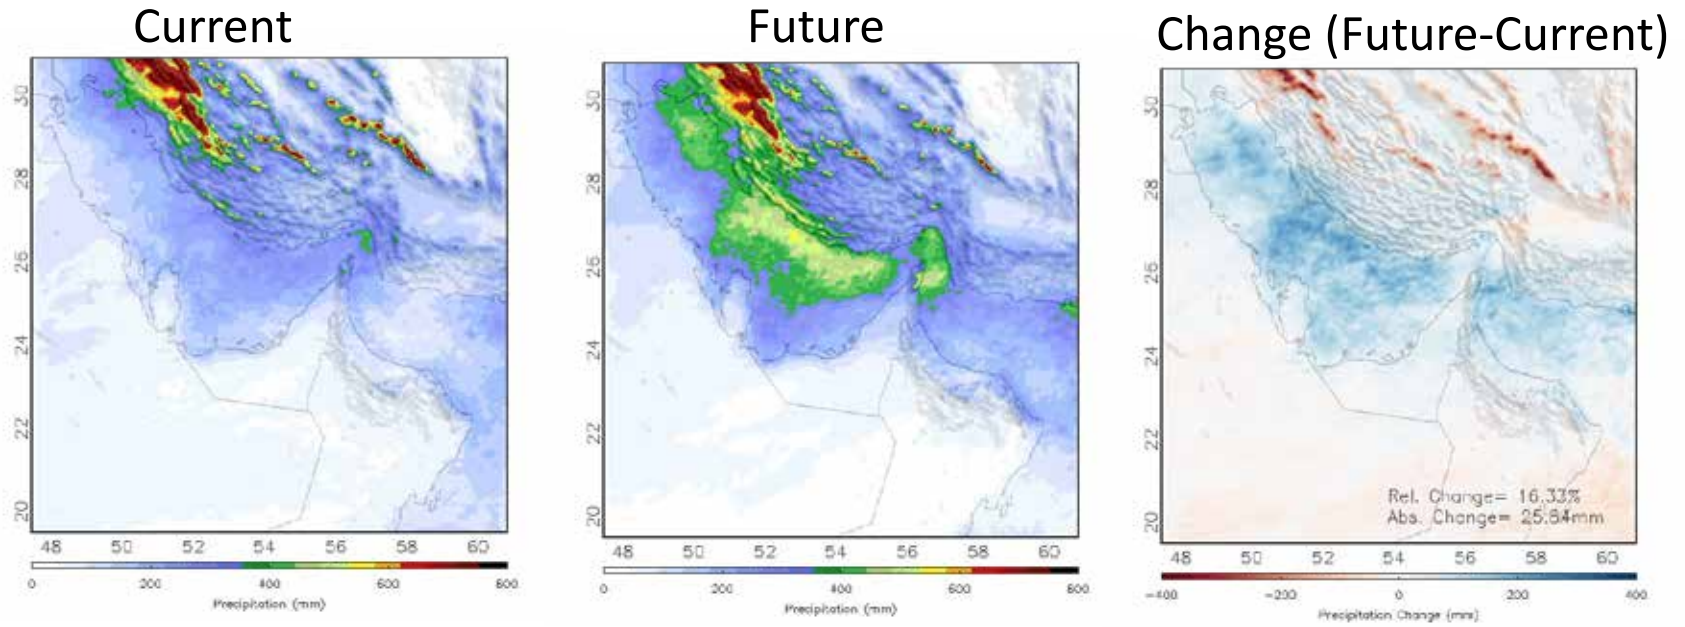 Current
30
28
26
24
22
20
48 50 52 54 56 58 60
0 200 400 600 800
Precipitation (mm)
Future
30
28
26
24
22
20
48 50 52 54 56 58 60
0 200 400 600 800
Precipitation (mm)
Change (Future-Current)
30
28
26
24
22
20
Rel. Change= 16.33%
Abs. Change= 25.84mm
48 50 52 54 56 58 60
-400 -200 0 200 400
Precipitation Change (mm)